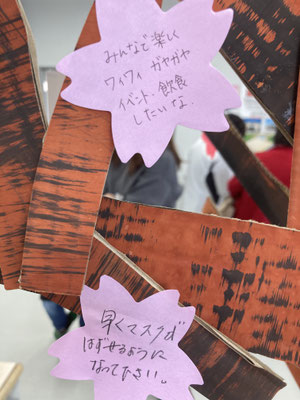 みんなで楽しく
ワイワイ ガヤガヤ
イベント・飲食
したいな.
早くマスクが
はずせるように
なってたさい。